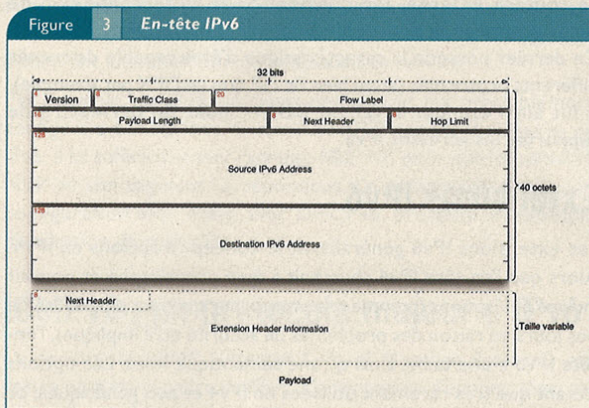 Figure 3 En-tête IPv6
32 bits
4 Version 8 Traffic Class 20 Flow Label
16 Payload Length 8 Next Header 8 Hop Limit
128
Source IPv6 Address
40 octets
128
Destination IPv6 Address
8 Next Header
Extension Header Information
Taille variable
Payload